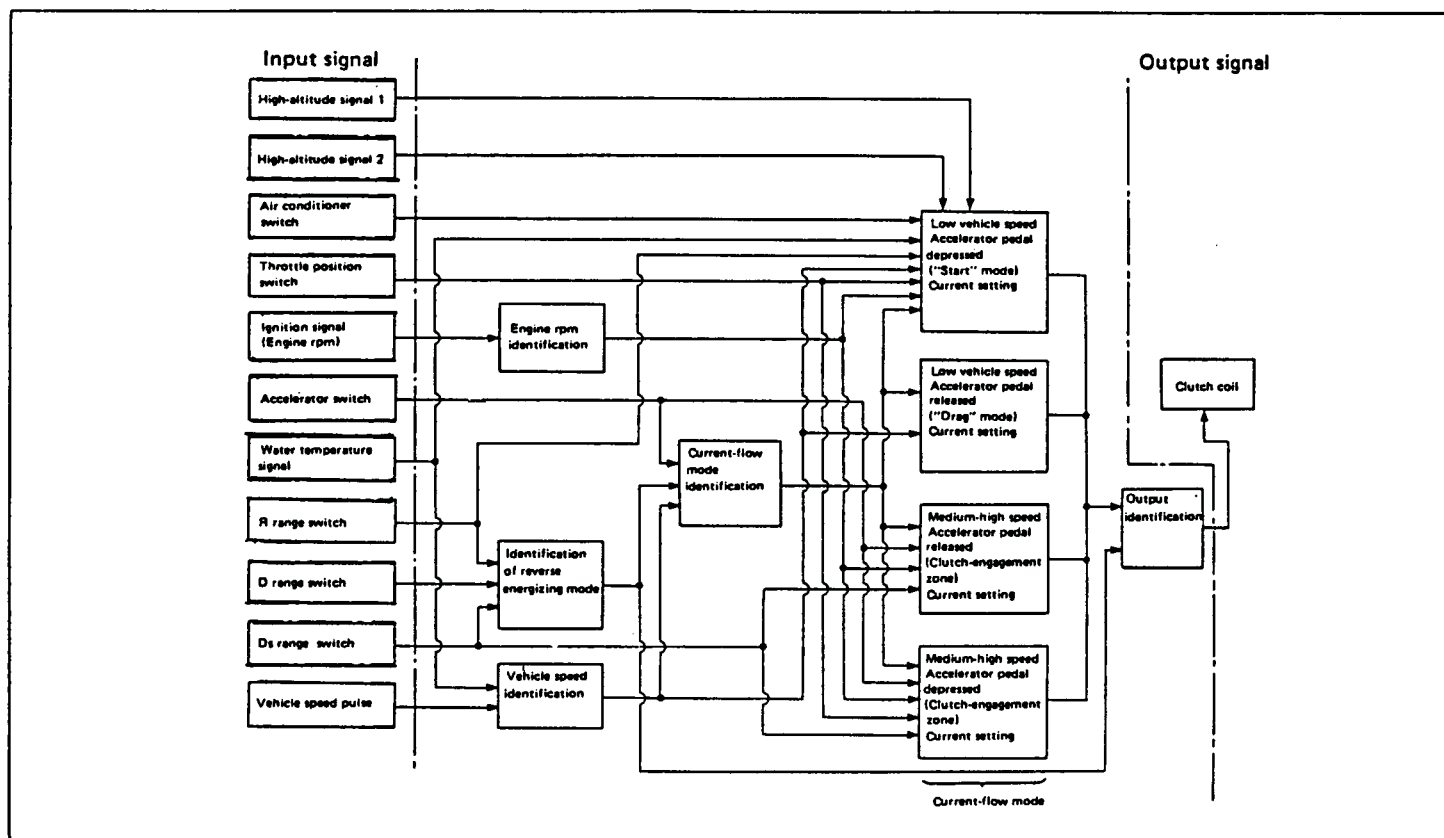 Input signal
Output signal
High-altitude signal 1
High-altitude signal 2
Air conditioner
switch
Throttle position
switch
Ignition signal
(Engine rpm)
Accelerator switch
Water temperature
signal
R range switch
D range switch
Ds range switch
Vehicle speed pulse
Engine rpm
identification
Identification
of reverse
energizing mode
Vehicle speed
identification
Current-flow
mode
identification
Low vehicle speed
Accelerator pedal
depressed
("Start" mode)
Current setting
Low vehicle speed
Accelerator pedal
released
("Drag" mode)
Current setting
Medium-high speed
Accelerator pedal
released
(Clutch-engagement
zone)
Current setting
Medium-high speed
Accelerator pedal
depressed
(Clutch-engagement
zone)
Current setting
Current-flow mode
Output
identification
Clutch coil